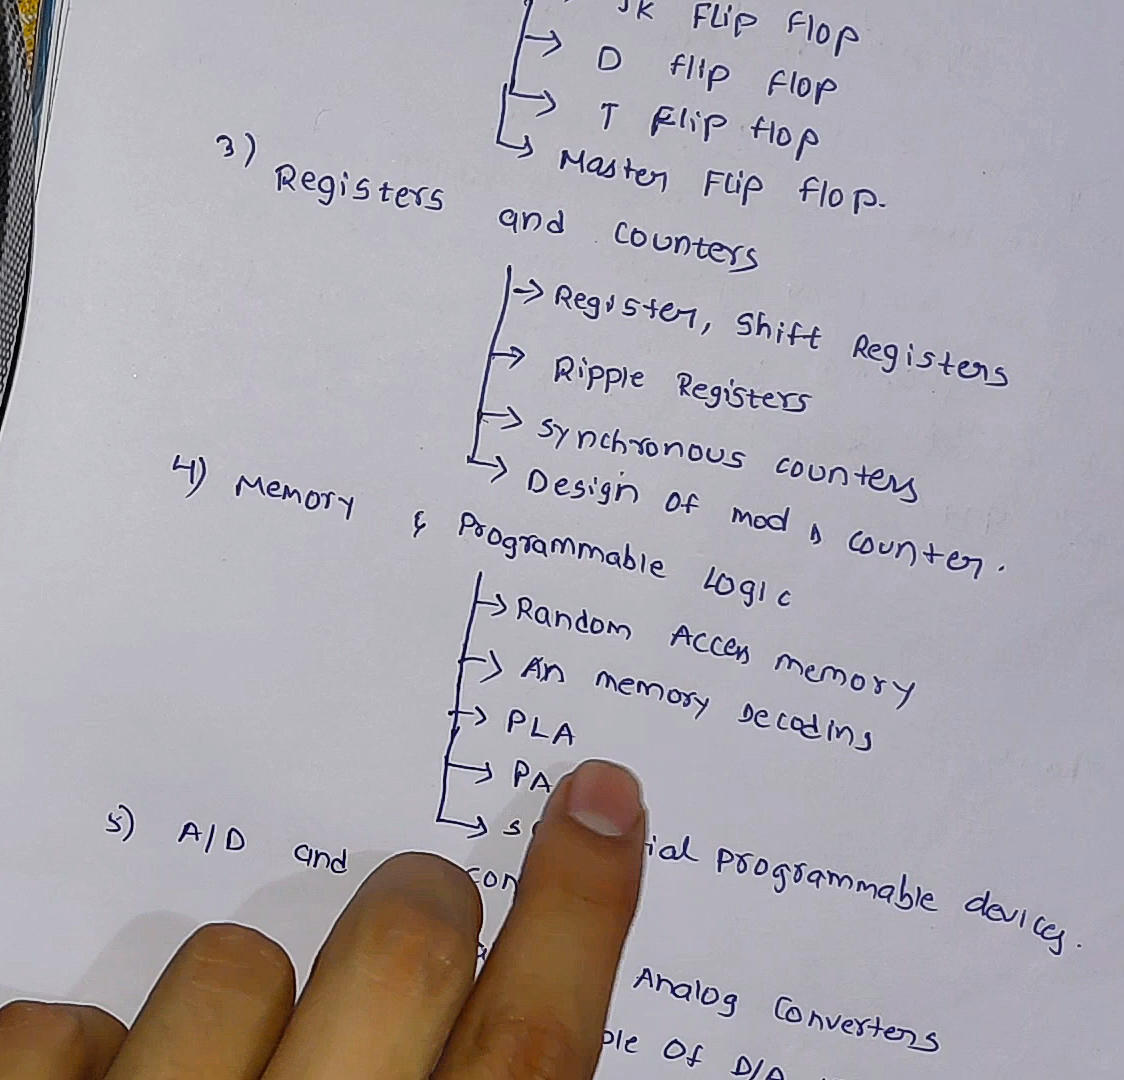 JK Flip flop
→ D flip flop
→ T Flip flop
→ Master Flip flop.
3) Registers and counters
→ Register, Shift Registers
→ Ripple Registers
→ synchronous counters
→ Design of mod n counter.
4) Memory & Programmable Logic
→ Random Access memory
→ An memory Decoding
→ PLA
→ PA
→ s ial programmable devices.
5) A/D and con
Analog Converters
ple Of D/A